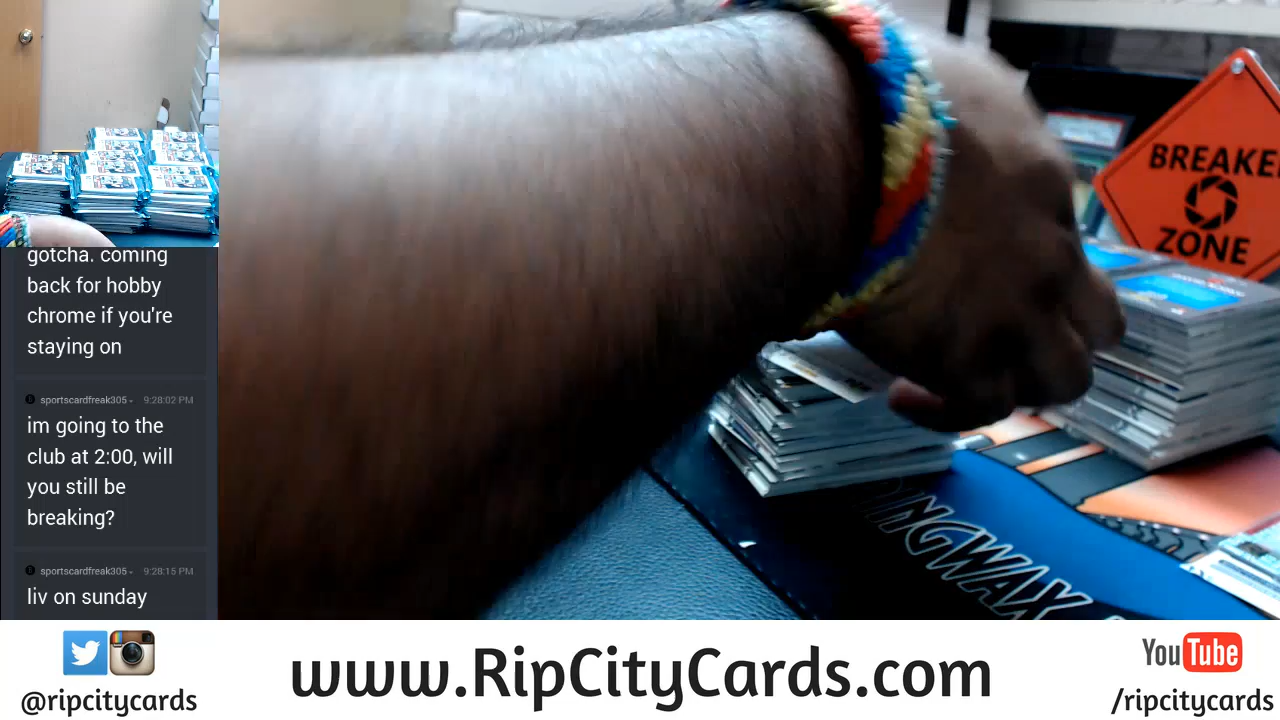 gotcha. coming
back for hobby
chrome if you're
staying on
sportscardfreak305 9:28:02 PM
im going to the
club at 2:00, will
you still be
breaking?
sportscardfreak305 9:28:15 PM
liv on sunday
BREAKE
ZONE
INGWAX
@ripcitycards
www.RipCityCards.com
YouTube
/ripcitycards